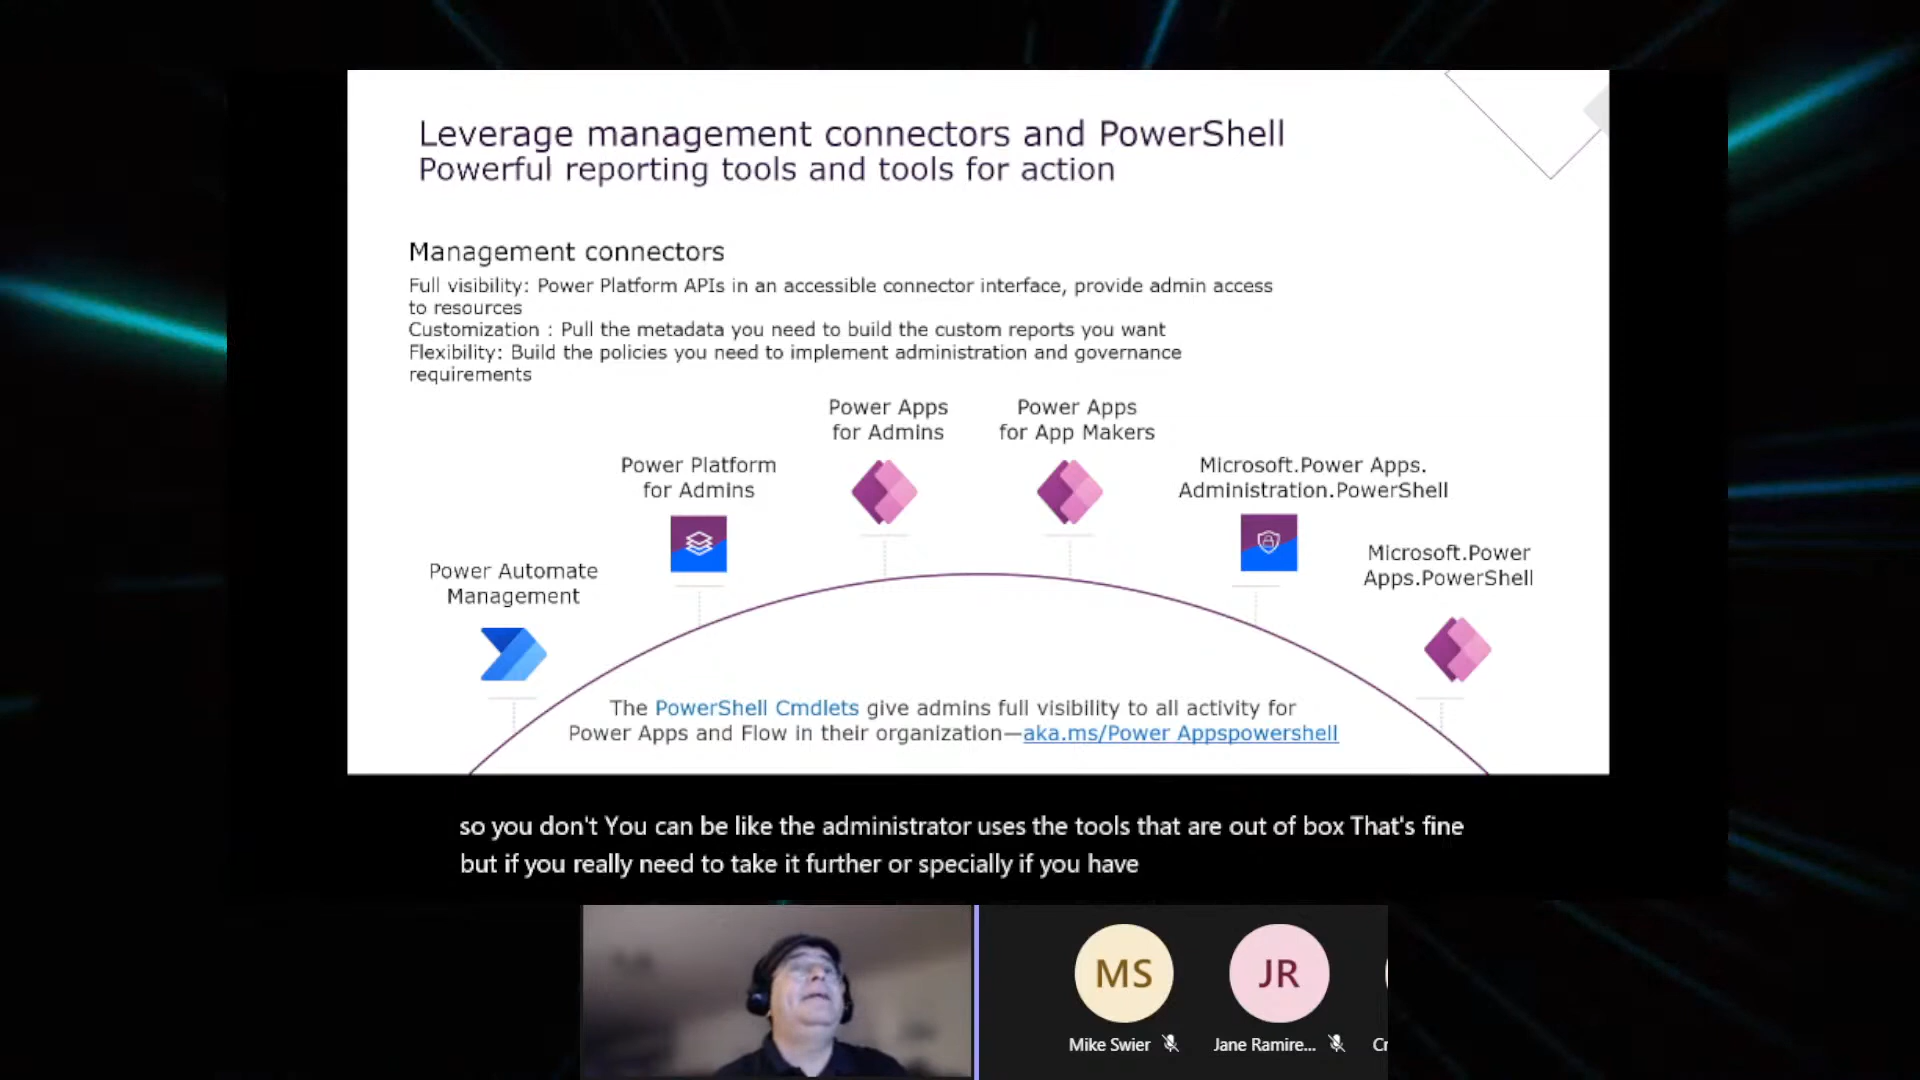 Leverage management connectors and PowerShell
Powerful reporting tools and tools for action
Management connectors
Full visibility: Power Platform APIs in an accessible connector interface, provide admin access
to resources
Customization : Pull the metadata you need to build the custom reports you want
Flexibility: Build the policies you need to implement administration and governance
requirements
Power Automate
Management
Power Platform
for Admins
Power Apps
for Admins
Power Apps
for App Makers
Microsoft.Power Apps.
Administration.PowerShell
Microsoft.Power
Apps.PowerShell
The PowerShell Cmdlets give admins full visibility to all activity for
Power Apps and Flow in their organization—aka.ms/Power Appspowershell
so you don't You can be like the administrator uses the tools that are out of box That's fine
but if you really need to take it further or specially if you have
MS
JR
Mike Swier
Jane Ramire...
Cr